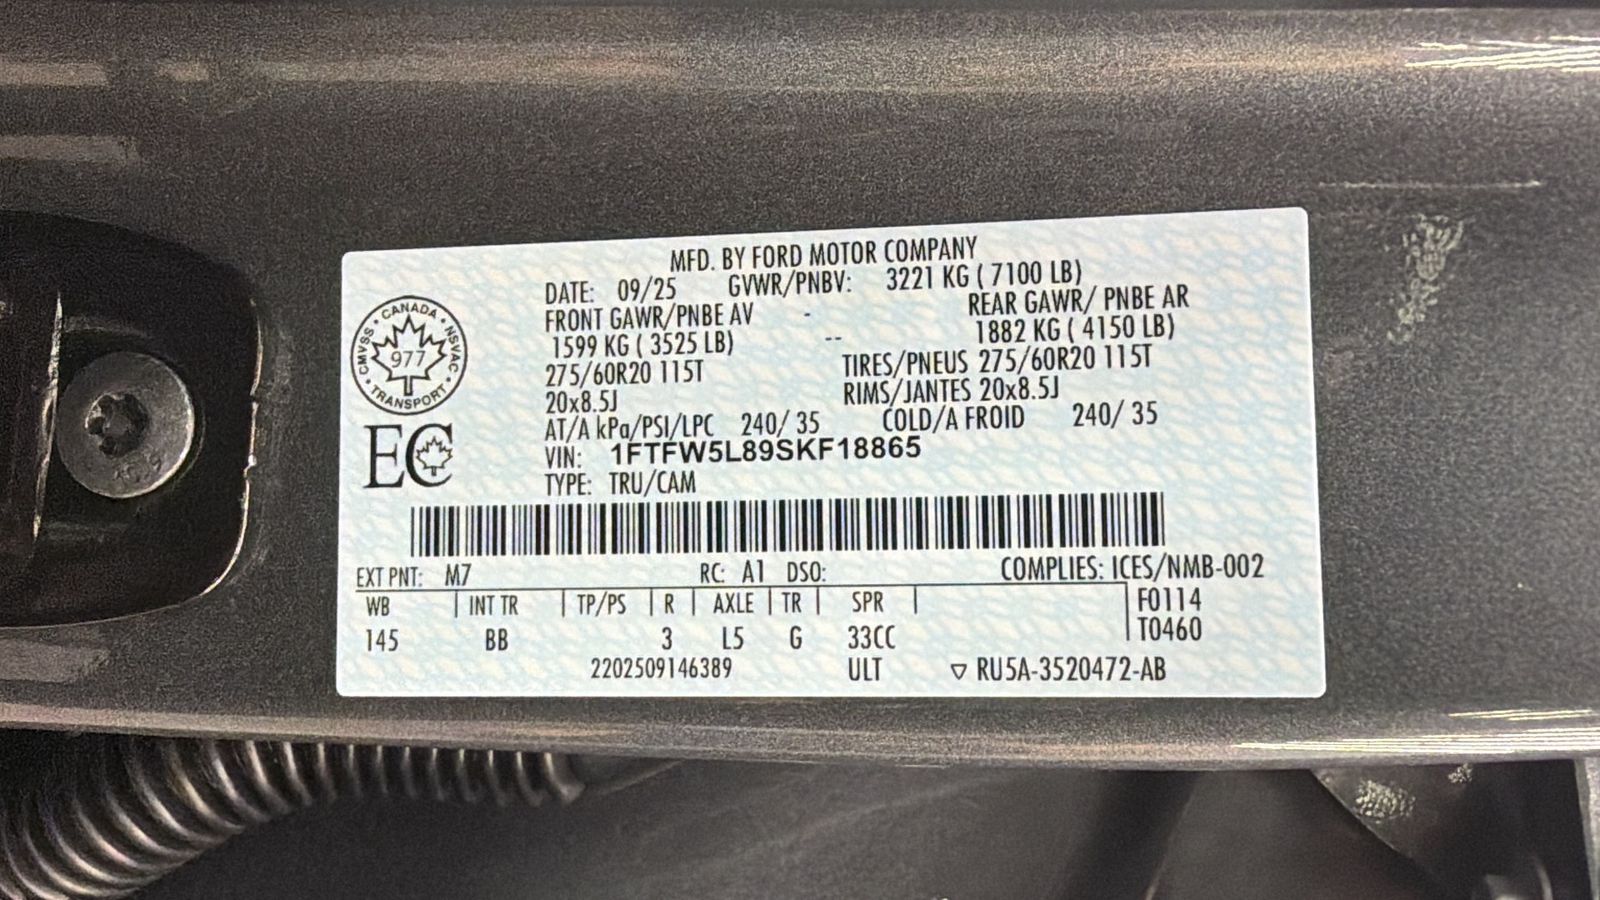 MFD. BY FORD MOTOR COMPANY
DATE: 09/25 GVWR/PNBV: 3221 KG ( 7100 LB)
FRONT GAWR/PNBE AV - REAR GAWR/ PNBE AR
1599 KG ( 3525 LB) -- 1882 KG ( 4150 LB)
275/60R20 115T TIRES/PNEUS 275/60R20 115T
20x8.5J RIMS/JANTES 20x8.5J
AT/A kPa/PSI/LPC 240/ 35 COLD/A FROID 240/ 35
VIN: 1FTFW5L89SKF18865
TYPE: TRU/CAM
CANADA • NSVAC • TRANSPORT • CMVSS •
977
EC
EXT PNT: M7 RC: A1 DSO: COMPLIES: ICES/NMB-002
WB | INT TR | TP/PS | R | AXLE | TR | SPR | F0114
145 BB 3 L5 G 33CC T0460
2202509146389 ULT ▽ RU5A-3520472-AB